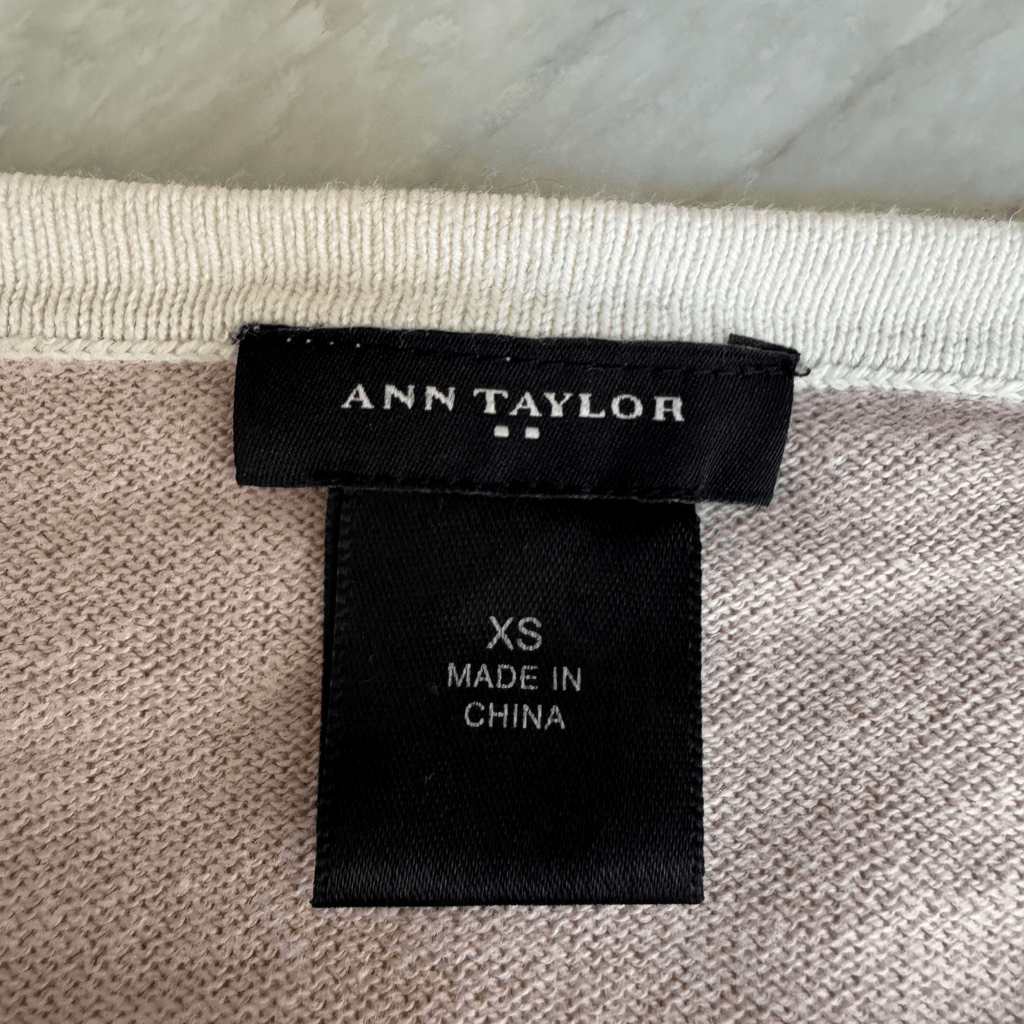 ANN TAYLOR
XS
MADE IN
CHINA